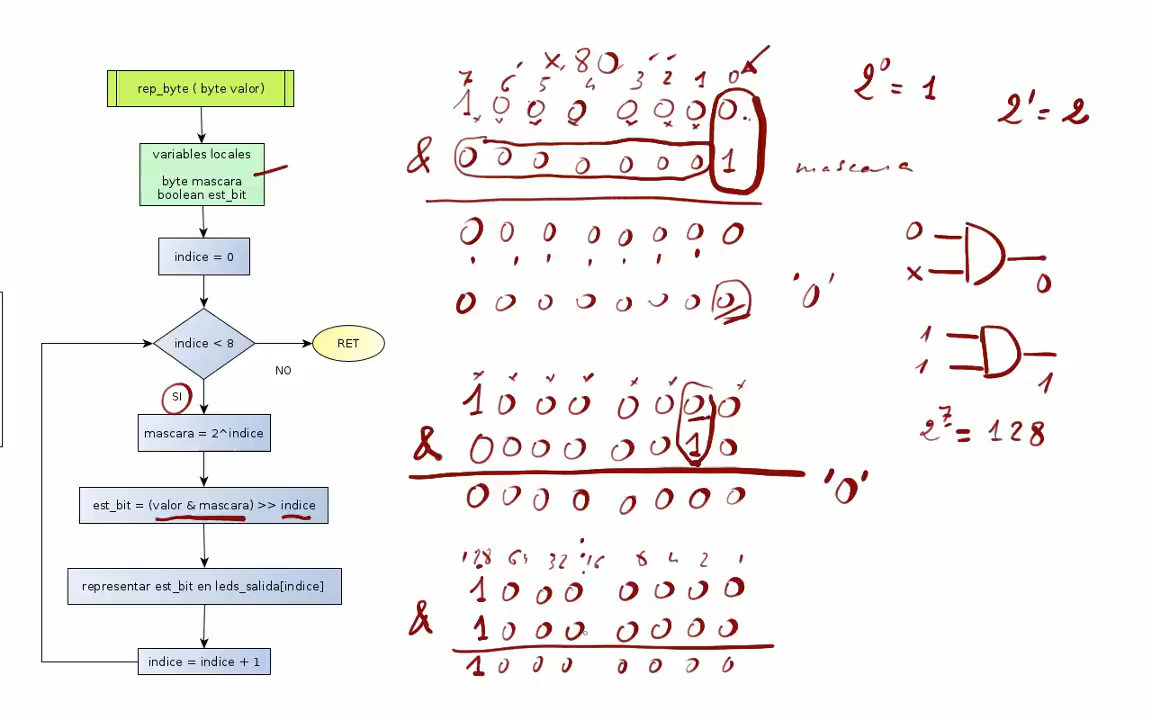 rep_byte ( byte valor)
variables locales
byte mascara
boolean est_bit
indice = 0
indice < 8
RET
NO
SI
mascara = 2^indice
est_bit = (valor & mascara) >> indice
representar est_bit en leds_salida[indice]
indice = indice + 1
x,80
7 6 5 4 3 2 1 0
1 0 0 0 0 0 0 0
& 0 0 0 0 0 0 0 1 mascara
0 0 0 0 0 0 0 0
0 0 0 0 0 0 0 0 '0'
1 0 0 0 0 0 0 0
& 0 0 0 0 0 0 1 0
0 0 0 0 0 0 0 0 '0'
128 64 32 16 8 4 2 1
1 0 0 0 0 0 0 0
& 1 0 0 0 0 0 0 0
1 0 0 0 0 0 0 0
2⁰ = 1
2¹ = 2
0
x
0
1
1
1
2⁷ = 128